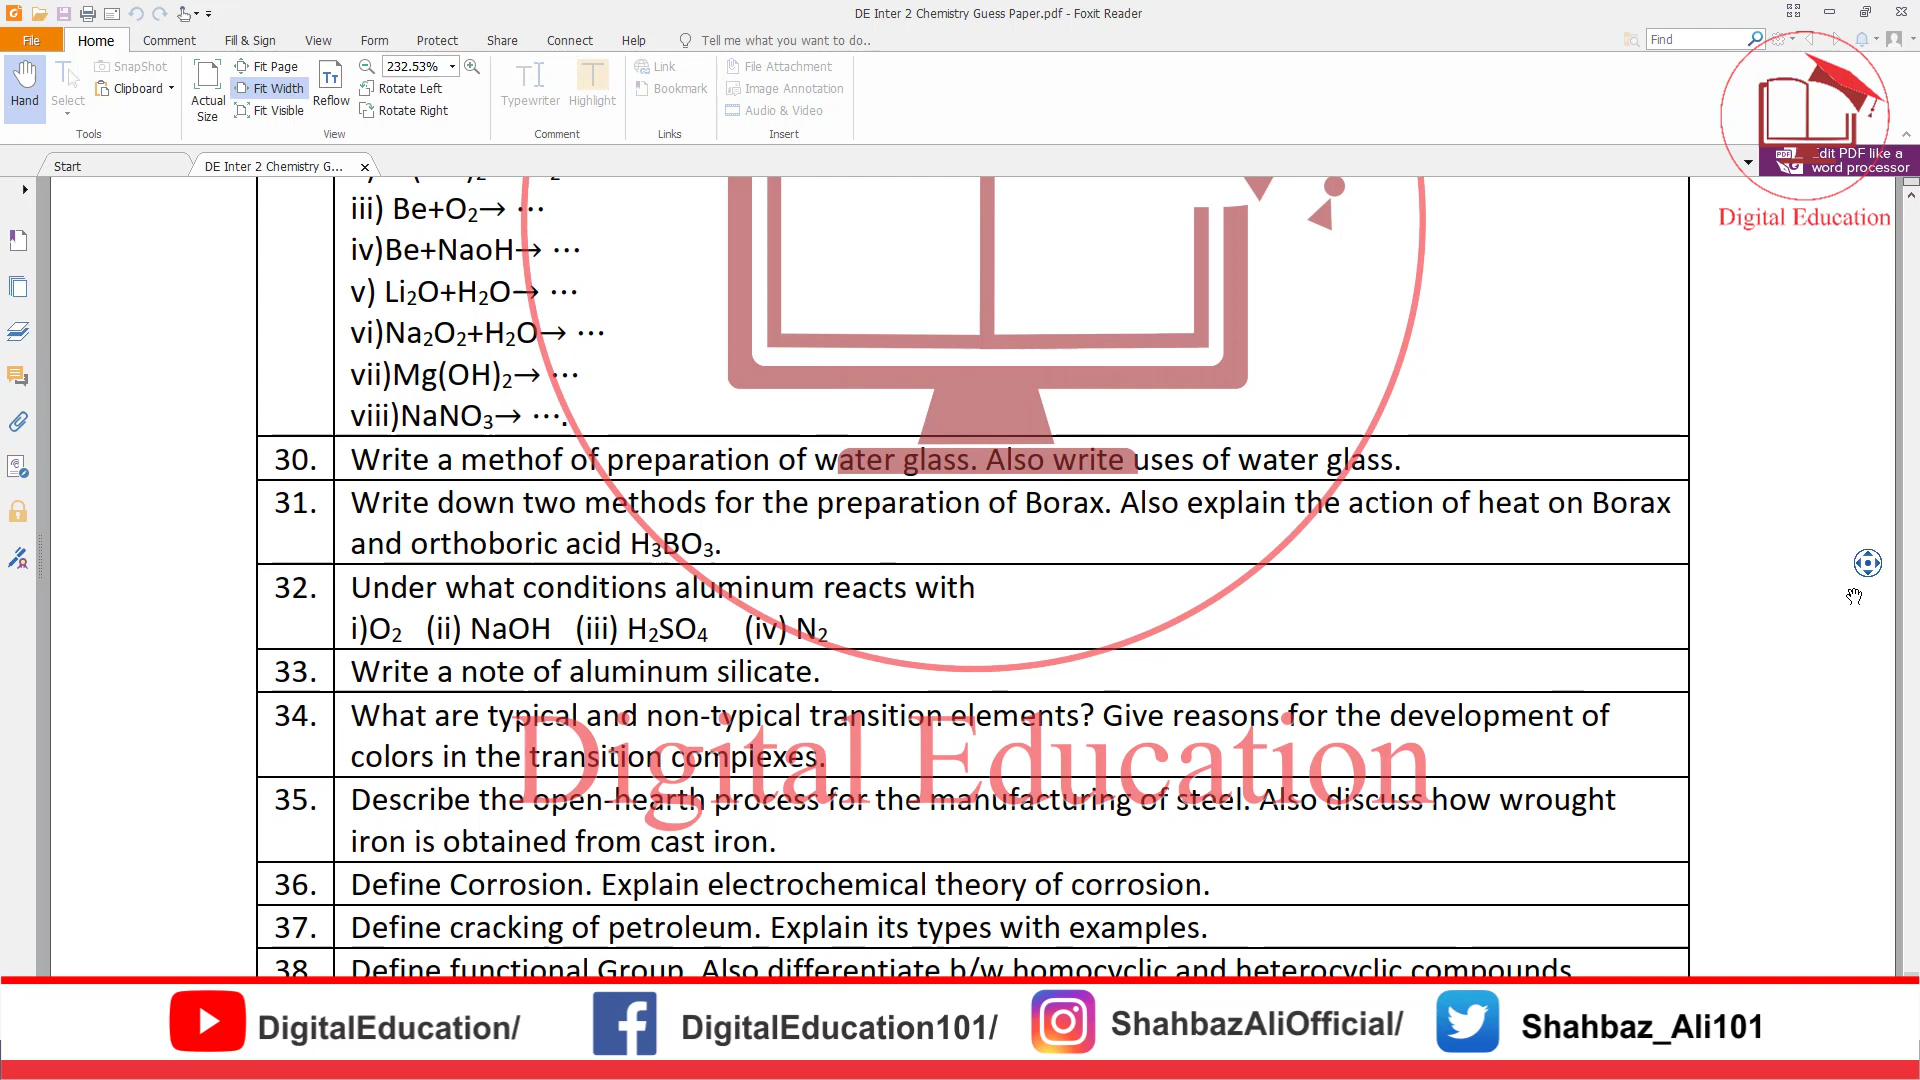 DE Inter 2 Chemistry Guess Paper.pdf - Foxit Reader
File Home Comment Fill & Sign View Form Protect Share Connect Help Tell me what you want to do.. Find
SnapShot Fit Page 232.53% Link File Attachment
Clipboard Fit Width Rotate Left Bookmark Image Annotation
Hand Select Actual Size Reflow Typewriter Highlight
Fit Visible Rotate Right Audio & Video
Tools View Comment Links Insert
Start DE Inter 2 Chemistry G...
dit PDF like a
word processor
Digital Education
iii) Be+O₂→ ⋯
iv)Be+NaoH→ ⋯
v) Li₂O+H₂O→ ⋯
vi)Na₂O₂+H₂O→ ⋯
vii)Mg(OH)₂→ ⋯
viii)NaNO₃→ ⋯.
30. Write a methof of preparation of water glass. Also write uses of water glass.
31. Write down two methods for the preparation of Borax. Also explain the action of heat on Borax
and orthoboric acid H₃BO₃.
32. Under what conditions aluminum reacts with
i)O₂ (ii) NaOH (iii) H₂SO₄ (iv) N₂
33. Write a note of aluminum silicate.
34. What are typical and non-typical transition elements? Give reasons for the development of
colors in the transition complexes.
Digital Education
35. Describe the open-hearth process for the manufacturing of steel. Also discuss how wrought
iron is obtained from cast iron.
36. Define Corrosion. Explain electrochemical theory of corrosion.
37. Define cracking of petroleum. Explain its types with examples.
38. Define functional Group. Also differentiate b/w homocyclic and heterocyclic compounds
DigitalEducation/ DigitalEducation101/ ShahbazAliOfficial/ Shahbaz_Ali101